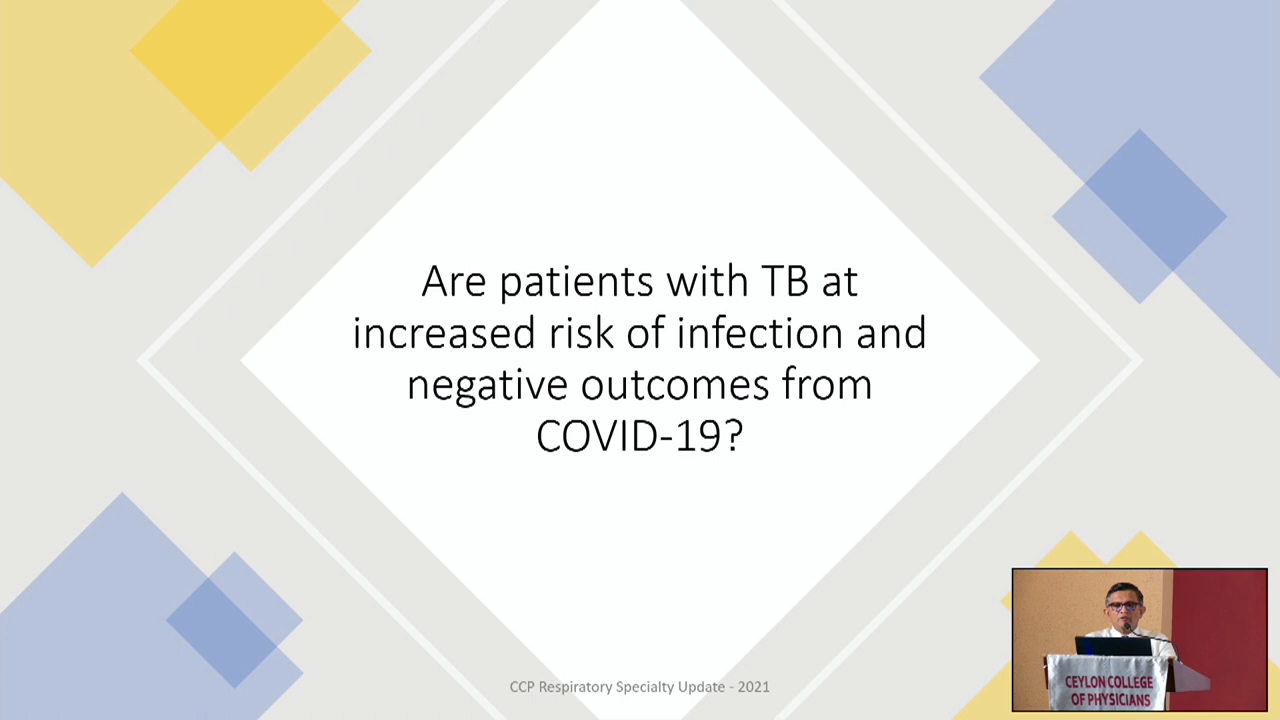 Are patients with TB at
increased risk of infection and
negative outcomes from
COVID-19?
CCP Respiratory Specialty Update - 2021
CEYLON COLLEGE
OF PHYSICIANS